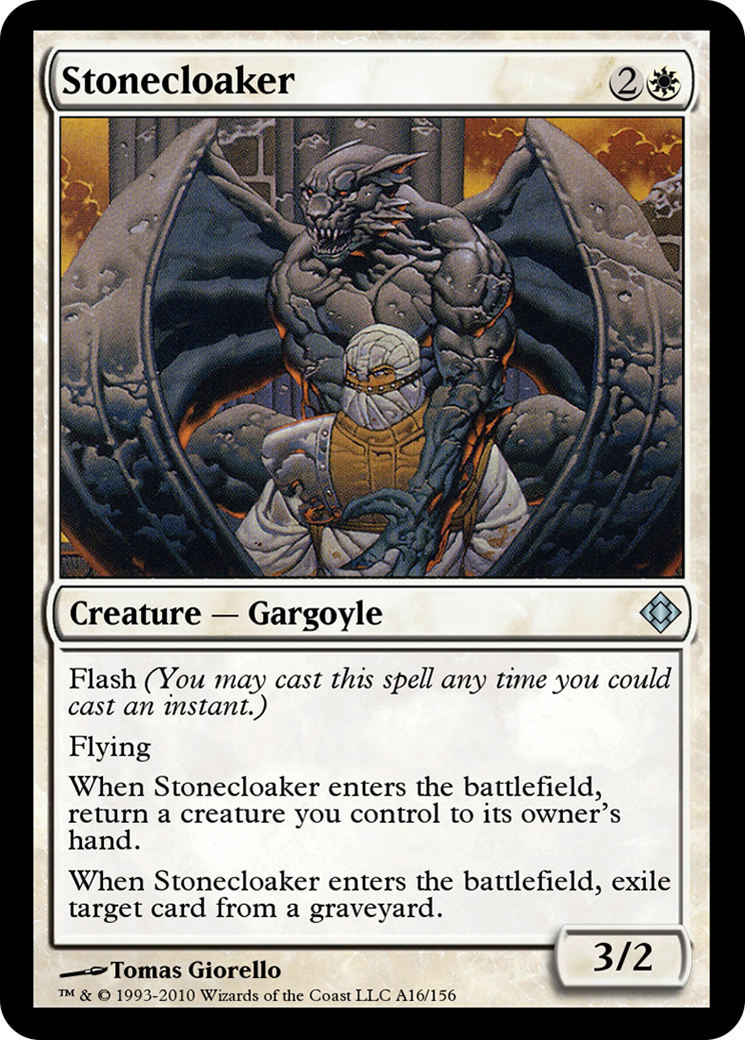 Stonecloaker 2
Creature — Gargoyle
Flash (You may cast this spell any time you could
cast an instant.)
Flying
When Stonecloaker enters the battlefield,
return a creature you control to its owner's
hand.
When Stonecloaker enters the battlefield, exile
target card from a graveyard.
3/2
Tomas Giorello
™ & © 1993-2010 Wizards of the Coast LLC A16/156